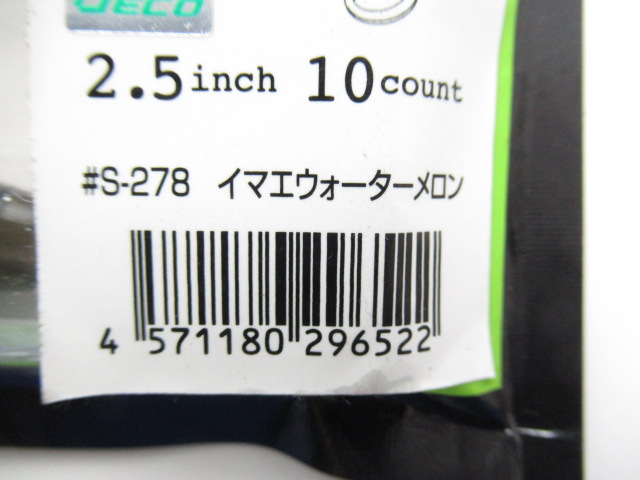 2.5inch 10count
#S-278 イマエウォーターメロン
4 571180 296522